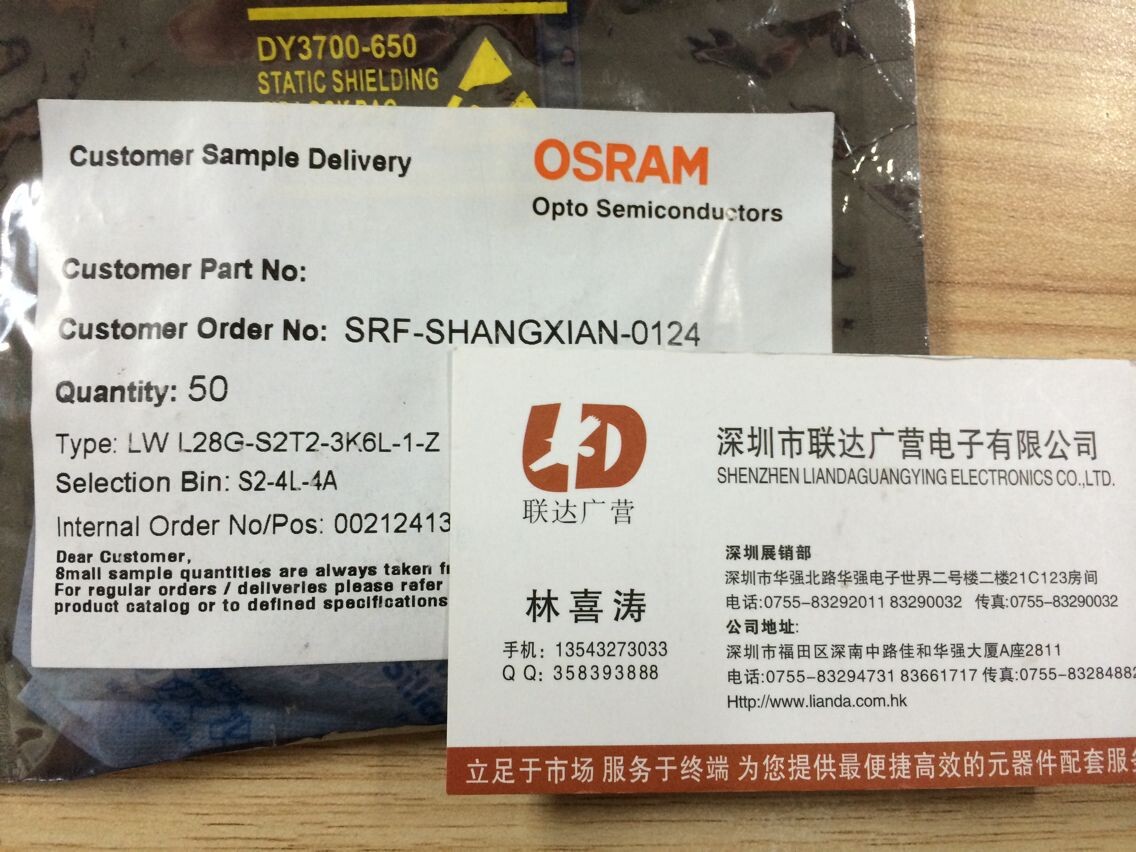 DY3700-650
STATIC SHIELDING
Customer Sample Delivery
OSRAM
Opto Semiconductors
Customer Part No:
Customer Order No: SRF-SHANGXIAN-0124
Quantity: 50
Type: LW L28G-S2T2-3K6L-1-Z
Selection Bin: S2-4L-4A
Internal Order No/Pos: 00212413
Dear Customer,
Small sample quantities are always taken
For regular orders / deliveries please refer
product catalog or to defined specifications
LD
联达广营
深圳市联达广营电子有限公司
SHENZHEN LIANDAGUANGYING ELECTRONICS CO.,LTD.
林喜涛
手机: 13543273033
Q Q: 358393888
深圳展销部
深圳市华强北路华强电子世界二号楼二楼21C123房间
电话:0755-83292011 83290032 传真:0755-83290032
公司地址:
深圳市福田区深南中路佳和华强大厦A座2811
电话:0755-83294731 83661717 传真:0755-8328488
Http://www.lianda.com.hk
立足于市场 服务于终端 为您提供最便捷高效的元器件配套服务